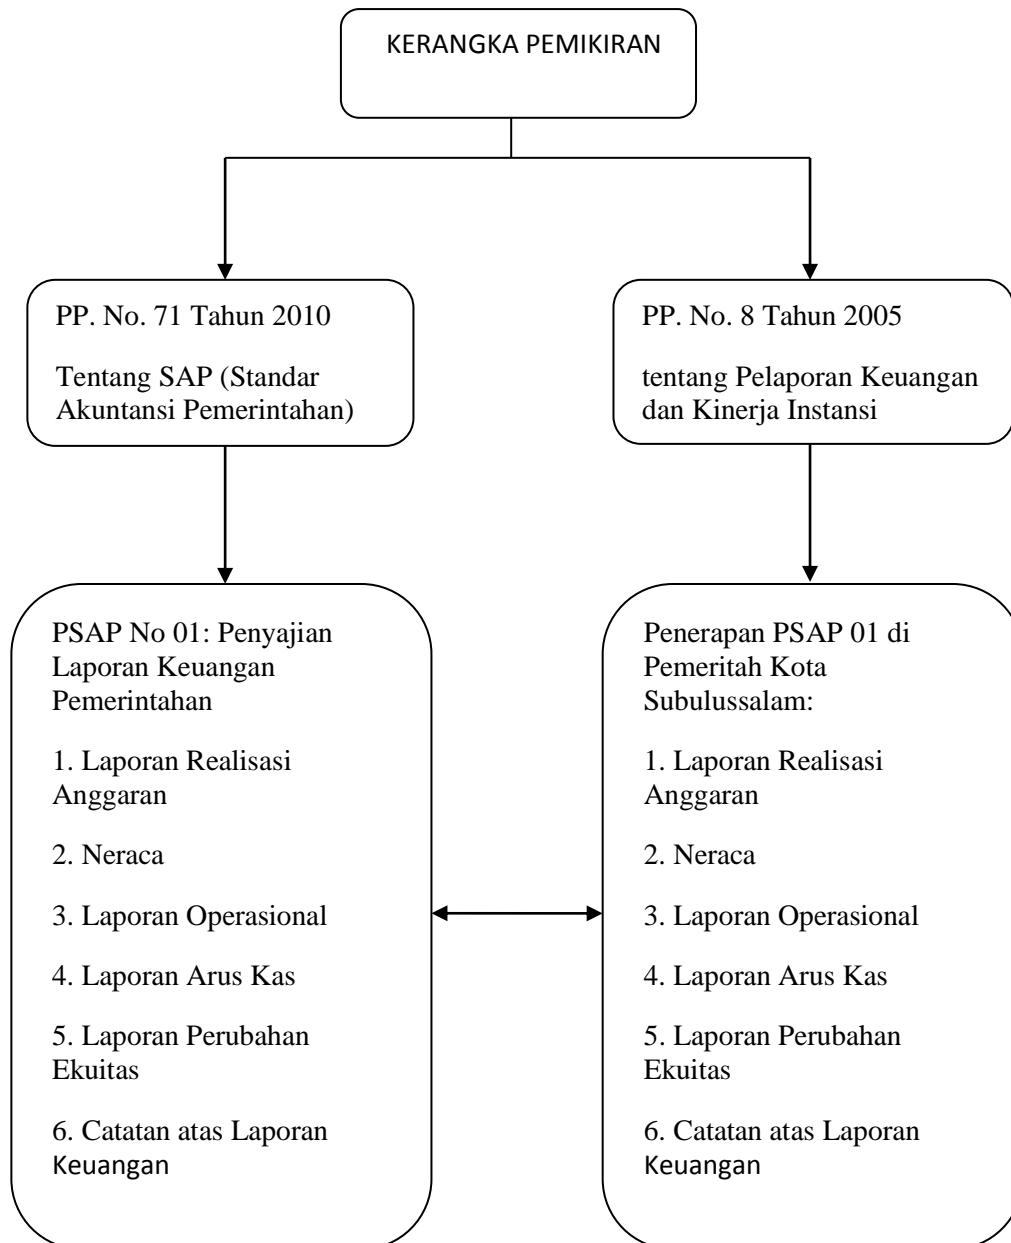 KERANGKA PEMIKIRAN
PP. No. 71 Tahun 2010
Tentang SAP (Standar
Akuntansi Pemerintahan)
PP. No. 8 Tahun 2005
tentang Pelaporan Keuangan
dan Kinerja Instansi
PSAP No 01: Penyajian
Laporan Keuangan
Pemerintahan
1. Laporan Realisasi
Anggaran
2. Neraca
3. Laporan Operasional
4. Laporan Arus Kas
5. Laporan Perubahan
Ekuitas
6. Catatan atas Laporan
Keuangan
Penerapan PSAP 01 di
Pemeritah Kota
Subulussalam:
1. Laporan Realisasi
Anggaran
2. Neraca
3. Laporan Operasional
4. Laporan Arus Kas
5. Laporan Perubahan
Ekuitas
6. Catatan atas Laporan
Keuangan